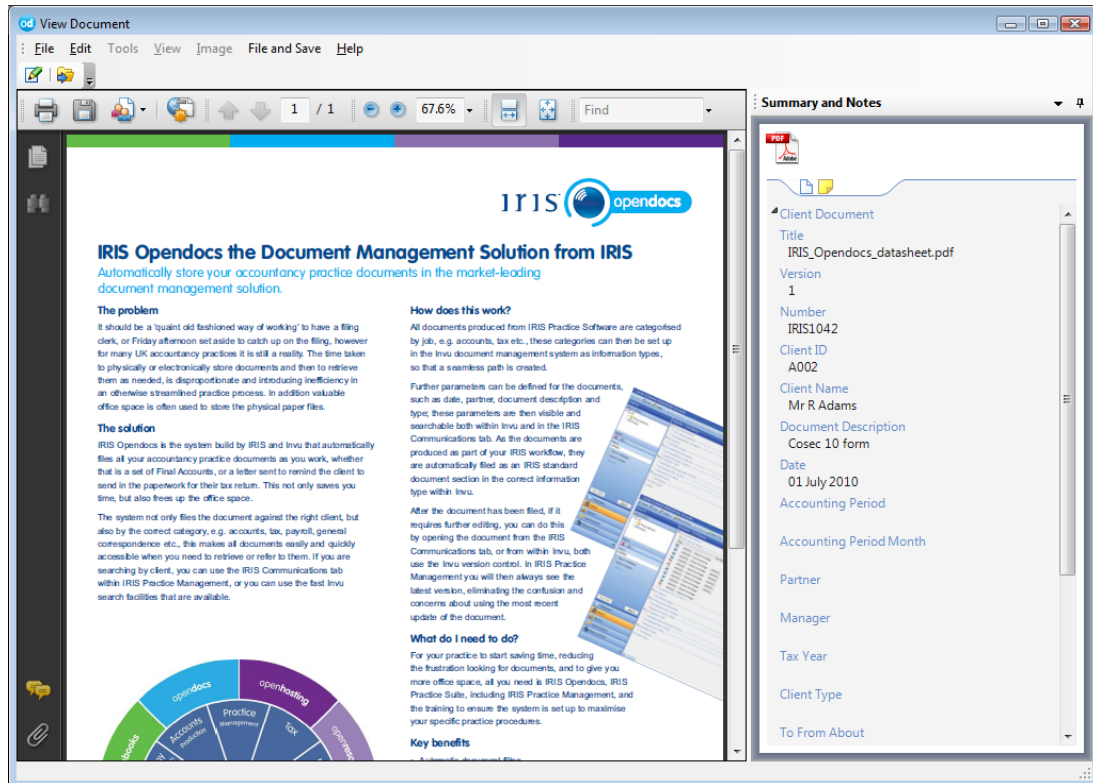 View Document
File Edit Tools View Image File and Save Help
1 / 1 67.6% Find
IRIS opendocs
IRIS Opendocs the Document Management Solution from IRIS
Automatically store your accountancy practice documents in the market-leading
document management solution.
The problem
It should be a 'quaint old fashioned way of working' to have a filing
clerk, or Friday afternoon set aside to catch up on the filing, however
for many UK accountancy practices it is still a reality. The time taken
to physically or electronically store documents and then to retrieve
them as needed, is disproportionate and introducing inefficiency in
an otherwise streamlined practice process. In addition valuable
office space is often used to store the physical paper files.
The solution
IRIS Opendocs is the system build by IRIS and Invu that automatically
files all your accountancy practice documents as you work, whether
that is a set of Final Accounts, or a letter sent to remind the client to
send in the paperwork for their tax return. This not only saves you
time, but also frees up the office space.
The system not only files the document against the right client, but
also by the correct category, e.g. accounts, tax, payroll, general
correspondence etc., this makes all documents easily and quickly
accessible when you need to retrieve or refer to them. If you are
searching by client, you can use the IRIS Communications tab
within IRIS Practice Management, or you can use the fast Invu
search facilities that are available.
opendocs
openhosting
Accounts
Production
Practice
Management
Tax
How does this work?
All documents produced from IRIS Practice Software are categorised
by job, e.g. accounts, tax etc., these categories can then be set up
in the Invu document management system as information types,
so that a seamless path is created.
Further parameters can be defined for the documents,
such as date, partner, document description and
type; these parameters are then visible and
searchable both within Invu and in the IRIS
Communications tab. As the documents are
produced as part of your IRIS workflow, they
are automatically filed as an IRIS standard
document section in the correct information
type within Invu.
After the document has been filed, if it
requires further editing, you can do this
by opening the document from the IRIS
Communications tab, or from within Invu, both
use the Invu version control. In IRIS Practice
Management you will then always see the
latest version, eliminating the confusion and
concerns about using the most recent
update of the document.
What do I need to do?
For your practice to start saving time, reducing
the frustration looking for documents, and to give you
more office space, all you need is IRIS Opendocs, IRIS
Practice Suite, including IRIS Practice Management, and
the training to ensure the system is set up to maximise
your specific practice procedures.
Key benefits
Summary and Notes
PDF
Adobe
Client Document
Title
IRIS_Opendocs_datasheet.pdf
Version
1
Number
IRIS1042
Client ID
A002
Client Name
Mr R Adams
Document Description
Cosec 10 form
Date
01 July 2010
Accounting Period
Accounting Period Month
Partner
Manager
Tax Year
Client Type
To From About